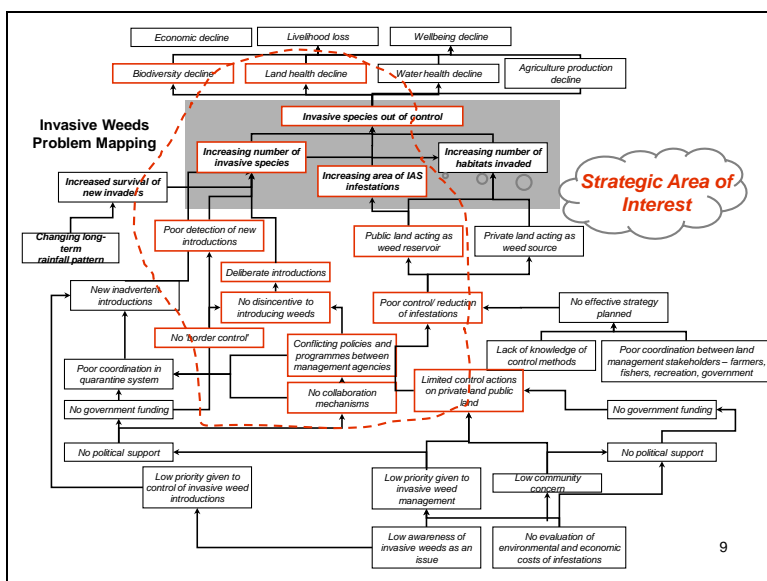 Economic decline
Livelihood loss
Wellbeing decline
Biodiversity decline
Land health decline
Water health decline
Agriculture production
decline
Invasive species out of control
Invasive Weeds
Problem Mapping
Increasing number of
invasive species
Increasing area of IAS
infestations
Increasing number of
habitats invaded
Strategic Area of
Interest
Increased survival of
new invaders
Changing long-
term
rainfall pattern
Poor detection of new
introductions
Public land acting as
weed reservoir
Private land acting as
weed source
Deliberate introductions
New inadvertent
introductions
No disincentive to
introducing weeds
Poor control/ reduction
of infestations
No effective strategy
planned
No 'border control'
Conflicting policies and
programmes between
management agencies
Lack of knowledge of
control methods
Poor coordination between land
management stakeholders – farmers,
fishers, recreation, government
Poor coordination in
quarantine system
No collaboration
mechanisms
Limited control actions
on private and public
land
No government funding
No government funding
No political support
No political support
Low priority given to
control of invasive weed
introductions
Low priority given to
invasive weed
management
Low community
concern
Low awareness of
invasive weeds as an
issue
No evaluation of
environmental and economic
costs of infestations
9